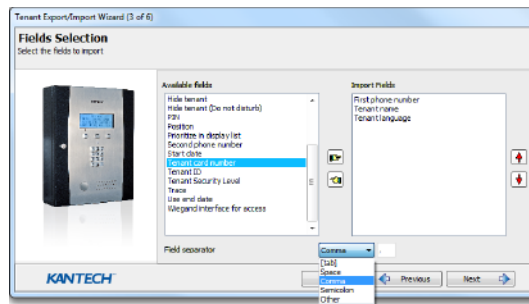 Tenant Export/Import Wizard (3 of 6)
Fields Selection
Select the fields to import
Available fields
Hide tenant
Hide tenant (Do not disturb)
PIN
Position
Prioritize in display list
Second phone number
Start date
Tenant card number
Tenant ID
Tenant Security Level
Trace
Use end date
Wiegand interface for access
Import Fields
First phone number
Tenant name
Tenant language
Field separator
Comma
[tab]
Space
Comma
Semicolon
Other
KANTECH
Previous
Next